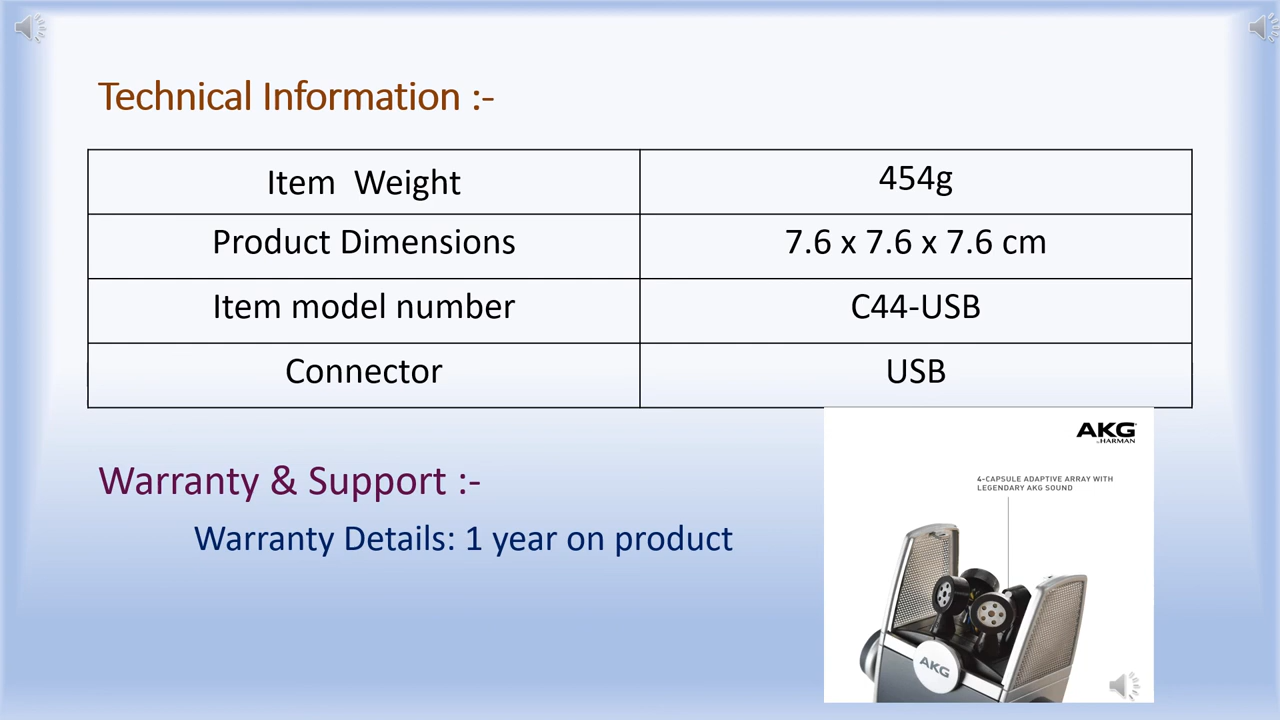 Technical Information :-
Item Weight 454g
Product Dimensions 7.6 x 7.6 x 7.6 cm
Item model number C44-USB
Connector USB
AKG
BY HARMAN
4-CAPSULE ADAPTIVE ARRAY WITH
LEGENDARY AKG SOUND
Warranty & Support :-
Warranty Details: 1 year on product
AKG